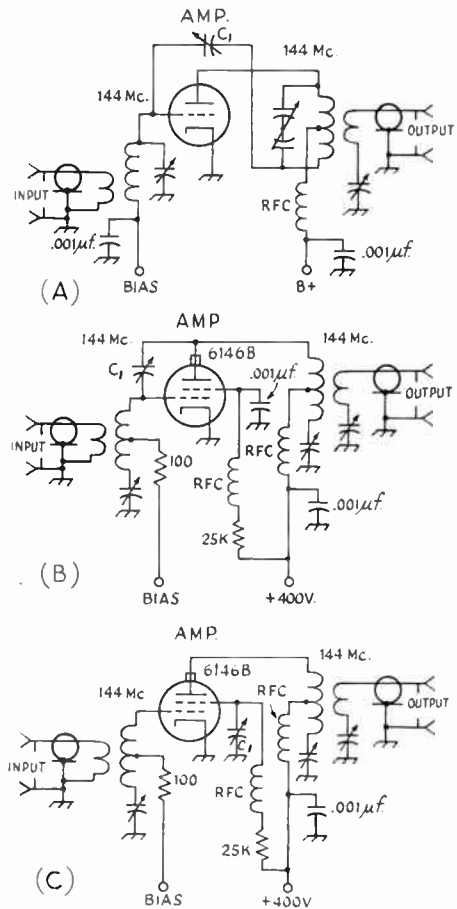 AMP.
C1
144 Mc.
144 Mc.
INPUT
OUTPUT
RFC
.001µf.
.001µf.
BIAS
B+
(A)
AMP
144 Mc.
6146B
144 Mc.
C1
.001µf.
INPUT
OUTPUT
100
RFC
RFC
25K
.001µf.
(B)
BIAS
+400V.
AMP.
6146B
144 Mc.
144 Mc
RFC
OUTPUT
INPUT
C1
100
RFC
.001µf.
25K
(C)
BIAS
+400V